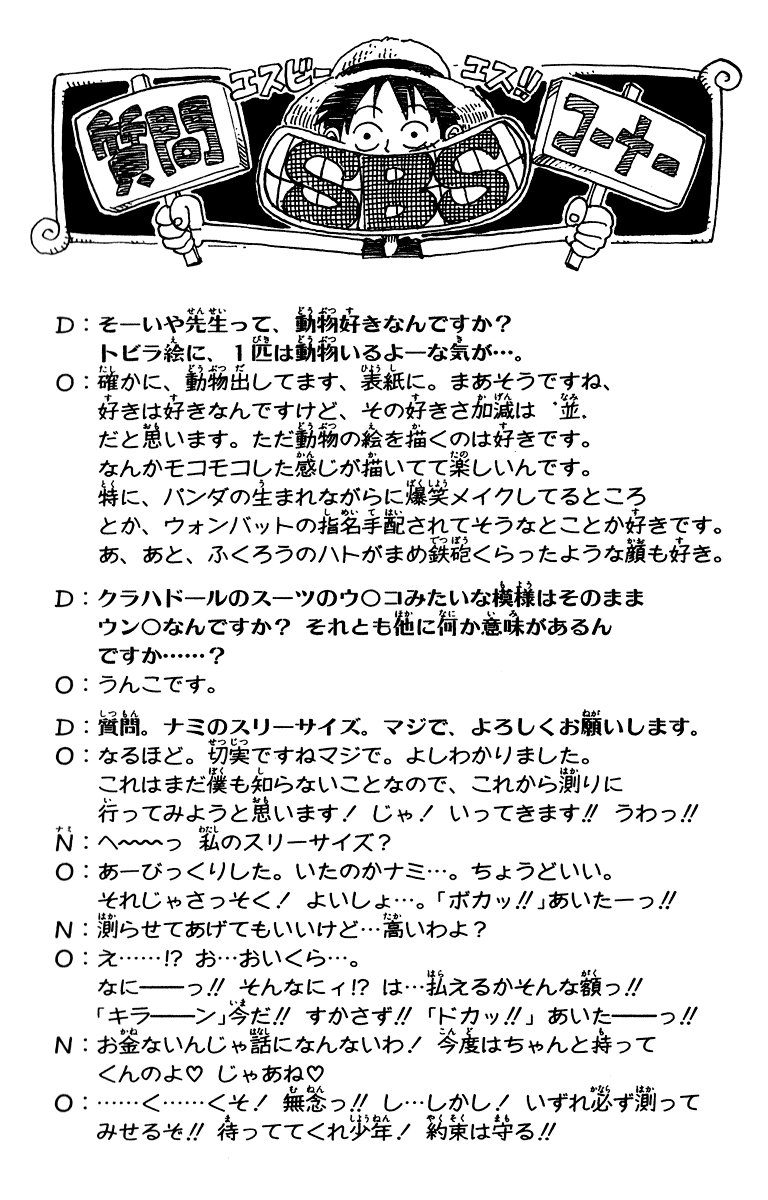 エスビーエス!!
質問
SBS
コーナー
D：そーいや先生って、動物好きなんですか？
トビラ絵に、１匹は動物いるよーな気が…。
O：確かに、動物出してます、表紙に。まあそうですね、
好きは好きなんですけど、その好きさ加減は“並”
だと思います。ただ動物の絵を描くのは好きです。
なんかモコモコした感じが描いてて楽しいんです。
特に、パンダの生まれながらに爆笑メイクしてるところ
とか、ウォンバットの指名手配されてそうなとことか好きです。
あ、あと、ふくろうのハトがまめ鉄砲くらったような顔も好き。
D：クラハドールのスーツのウ○コみたいな模様はそのまま
ウン○なんですか？ それとも他に何か意味があるん
ですか……？
O：うんこです。
D：質問。ナミのスリーサイズ。マジで、よろしくお願いします。
O：なるほど。切実ですねマジで。よしわかりました。
これはまだ僕も知らないことなので、これから測りに
行ってみようと思います！ じゃ！ いってきます!! うわっ!!
N：へ〜〜〜っ 私のスリーサイズ？
O：あーびっくりした。いたのかナミ…。ちょうどいい。
それじゃさっそく！ よいしょ…。「ボカッ!!」あいたーっ!!
N：測らせてあげてもいいけど…高いわよ？
O：え……!? お…おいくら…。
なに――っ!! そんなにィ!? は…払えるかそんな額っ!!
「キラ――ン」今だ!! すかさず!! 「ドカッ!!」あいた――っ!!
N：お金ないんじゃ話になんないわ！ 今度はちゃんと持って
くんのよ♡ じゃあね♡
O：……く……くそ！ 無念っ!! し…しかし！ いずれ必ず測って
みせるぞ!! 待っててくれ少年！ 約束は守る!!